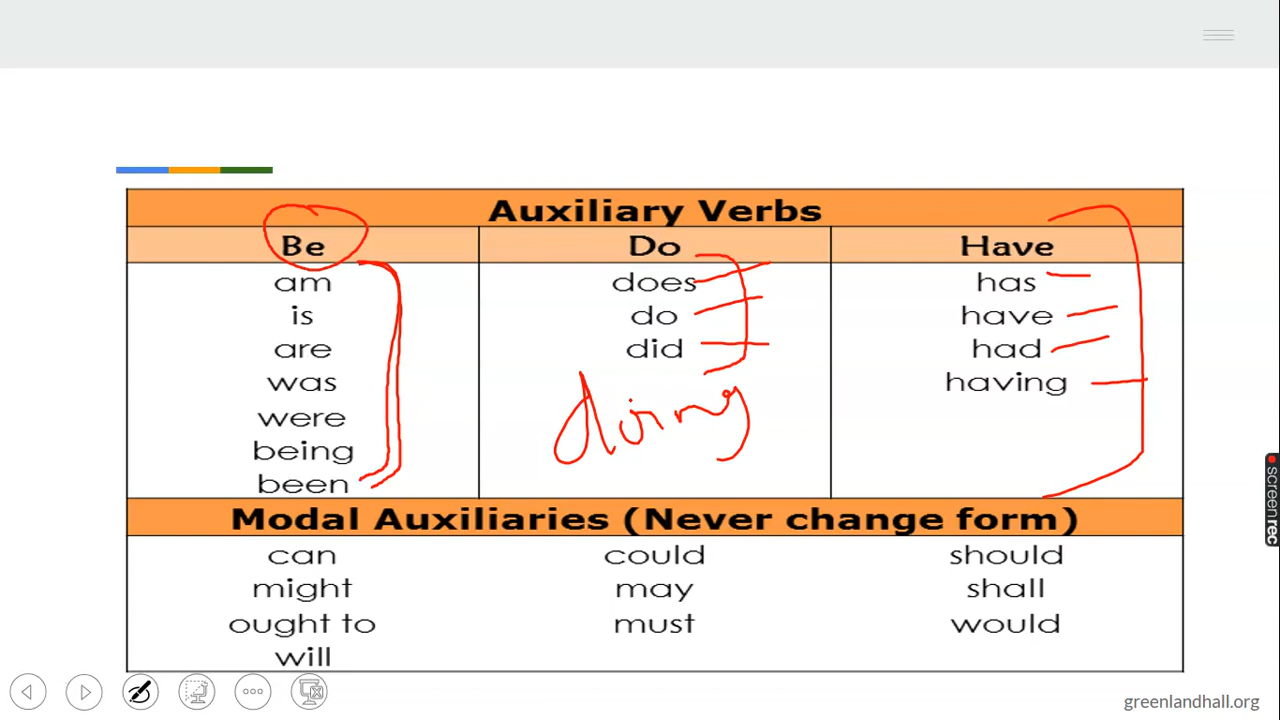 Auxiliary Verbs
Be Do Have
am does has
is do have
are did had
was having
were doing
being
been
Modal Auxiliaries (Never change form)
can could should
might may shall
ought to must would
will
greenlandhall.org
screenrec